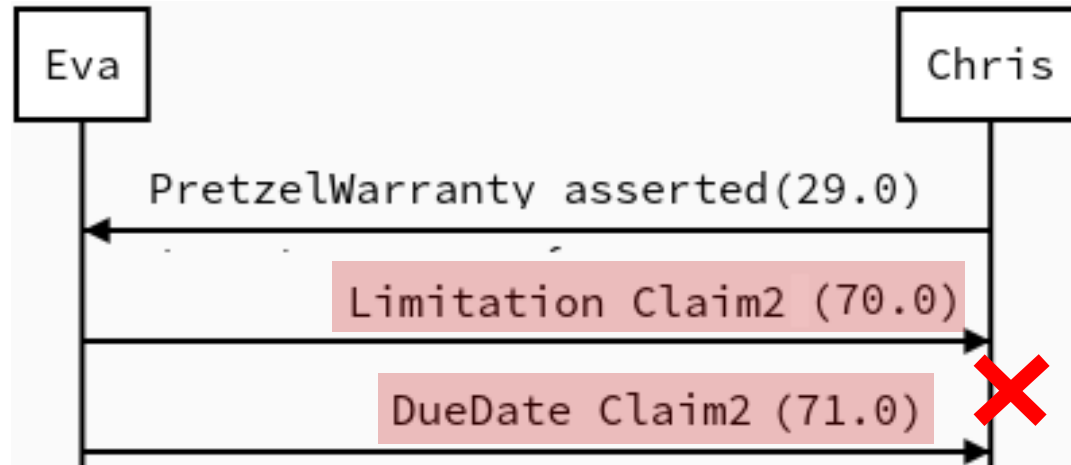 Eva
Chris
PretzelWarranty asserted(29.0)
Limitation Claim2 (70.0)
DueDate Claim2 (71.0)